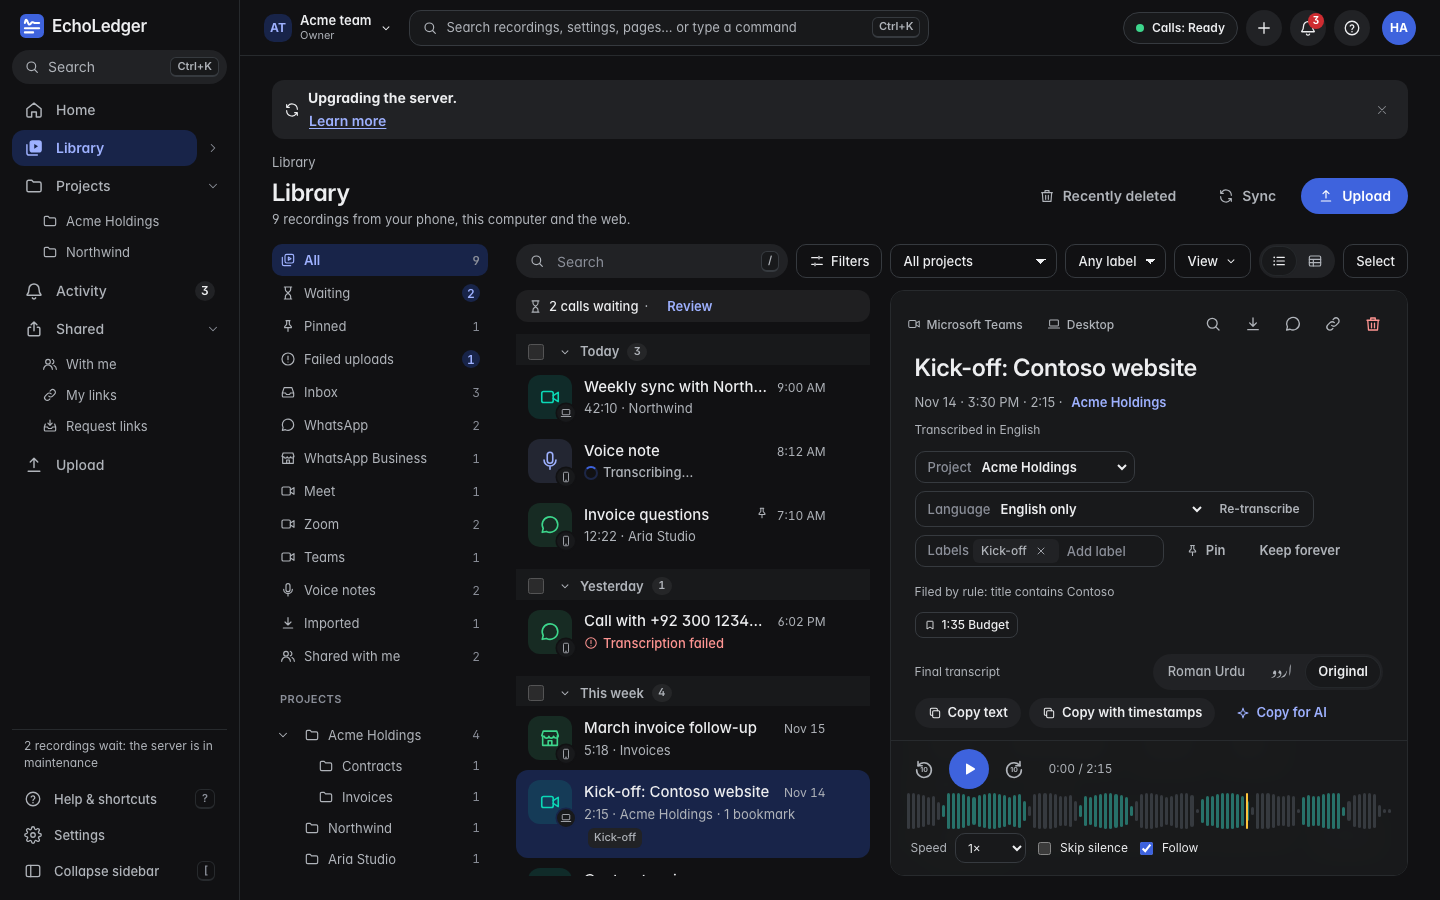 EchoLedger
Search Ctrl+K
Home
Library
Projects
Acme Holdings
Northwind
Activity 3
Shared
With me
My links
Request links
Upload
2 recordings wait: the server is in
maintenance
Help & shortcuts ?
Settings
Collapse sidebar [
AT Acme team
Owner
Search recordings, settings, pages... or type a command Ctrl+K
Calls: Ready
3
HA
Upgrading the server.
Learn more
Library
Library
9 recordings from your phone, this computer and the web.
Recently deleted
Sync
Upload
All 9
Waiting 2
Pinned 1
Failed uploads 1
Inbox 3
WhatsApp 2
WhatsApp Business 1
Meet 1
Zoom 2
Teams 1
Voice notes 2
Imported 1
Shared with me 2
PROJECTS
Acme Holdings 4
Contracts 1
Invoices 1
Northwind 1
Aria Studio 1
Search /
Filters
All projects
Any label
View
Select
2 calls waiting · Review
Today 3
Weekly sync with North... 9:00 AM
42:10 · Northwind
Voice note 8:12 AM
Transcribing...
Invoice questions 7:10 AM
12:22 · Aria Studio
Yesterday 1
Call with +92 300 1234... 6:02 PM
Transcription failed
This week 4
March invoice follow-up Nov 15
5:18 · Invoices
Kick-off: Contoso website Nov 14
2:15 · Acme Holdings · 1 bookmark
Kick-off
Microsoft Teams Desktop
Kick-off: Contoso website
Nov 14 · 3:30 PM · 2:15 · Acme Holdings
Transcribed in English
Project Acme Holdings
Language English only Re-transcribe
Labels Kick-off × Add label
Pin
Keep forever
Filed by rule: title contains Contoso
1:35 Budget
Final transcript
Roman Urdu اردو Original
Copy text
Copy with timestamps
Copy for AI
10 10 0:00 / 2:15
Speed 1× Skip silence Follow